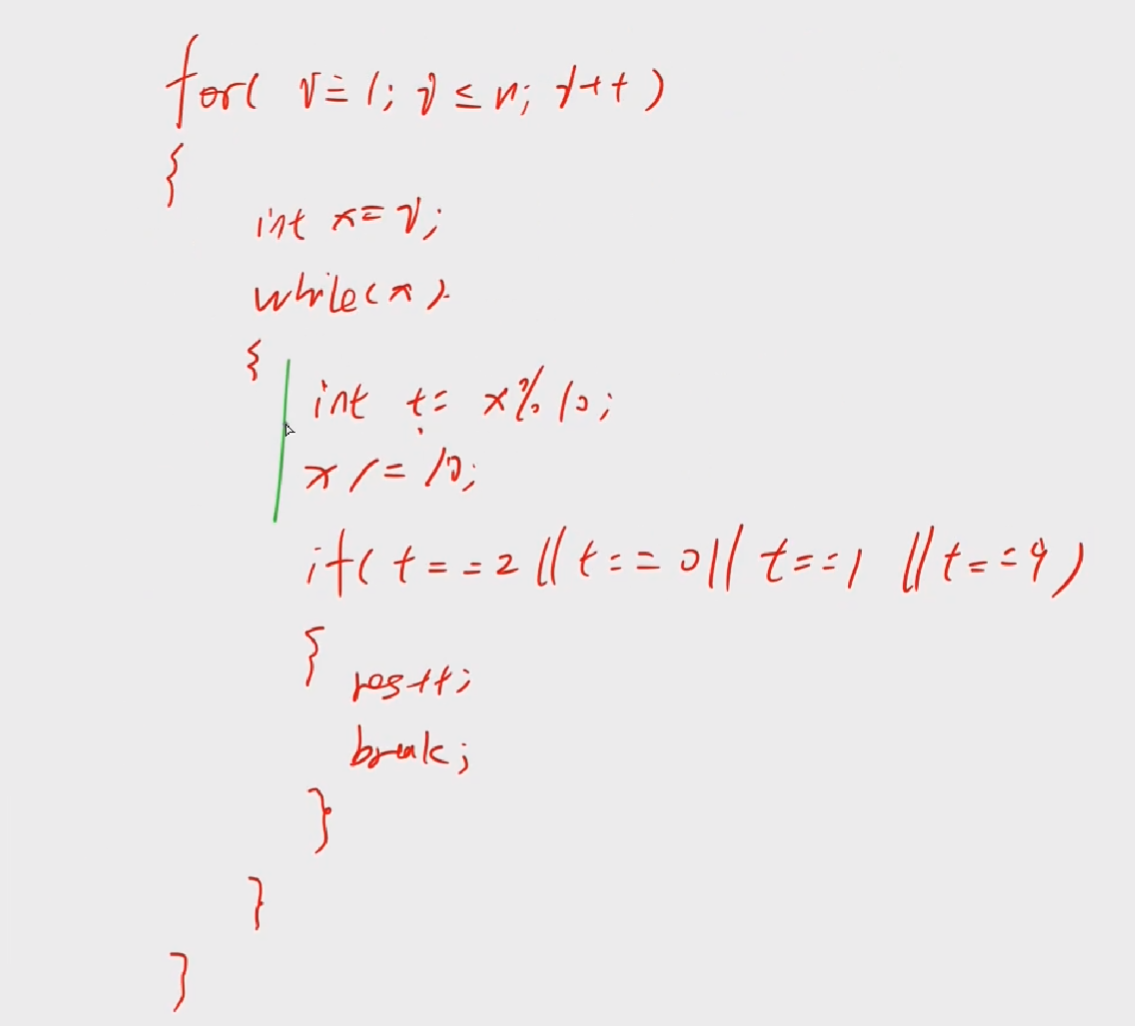 for( i=1; i≤n; i++)
{
int x=i;
while(x)
{
int t= x%10;
x/=10;
if(t==2||t==0||t==1||t==9)
{
res++;
break;
}
}
}